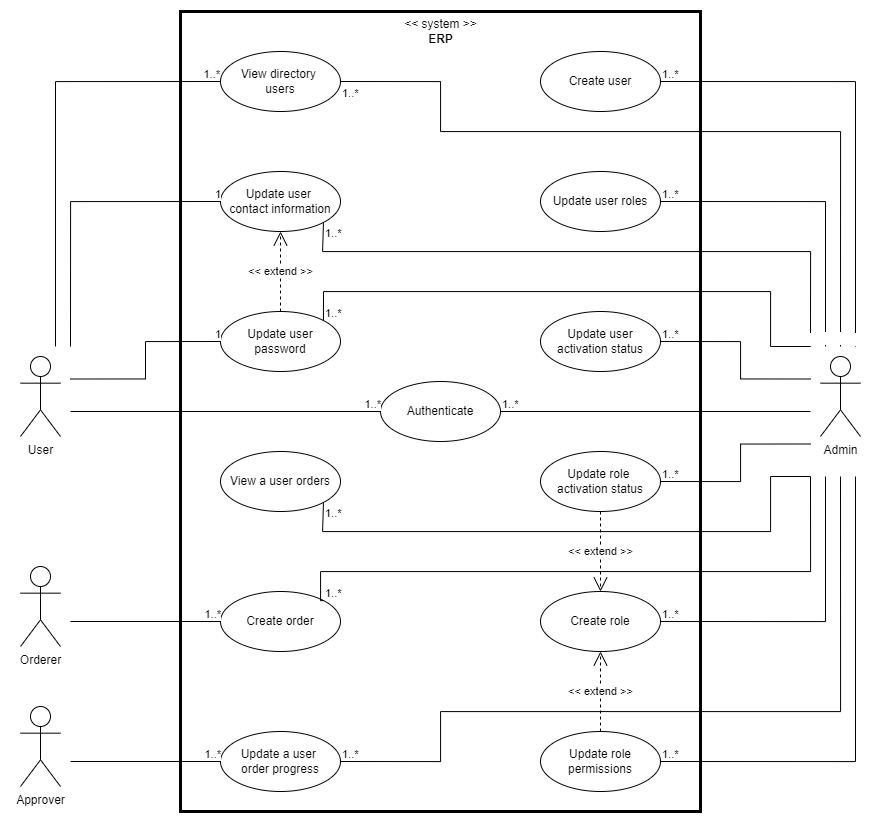 << system >>
ERP
1..*
View directory
users
1..*
Create user
1..*
1
Update user
contact information
1..*
Update user roles
1..*
<< extend >>
1
Update user
password
1..*
Update user
activation status
1..*
User
1..*
Authenticate
1..*
Admin
View a user orders
1..*
Update role
activation status
1..*
<< extend >>
Orderer
1..*
Create order
1..*
Create role
1..*
<< extend >>
Approver
1..*
Update a user
order progress
1..*
Update role
permissions
1..*